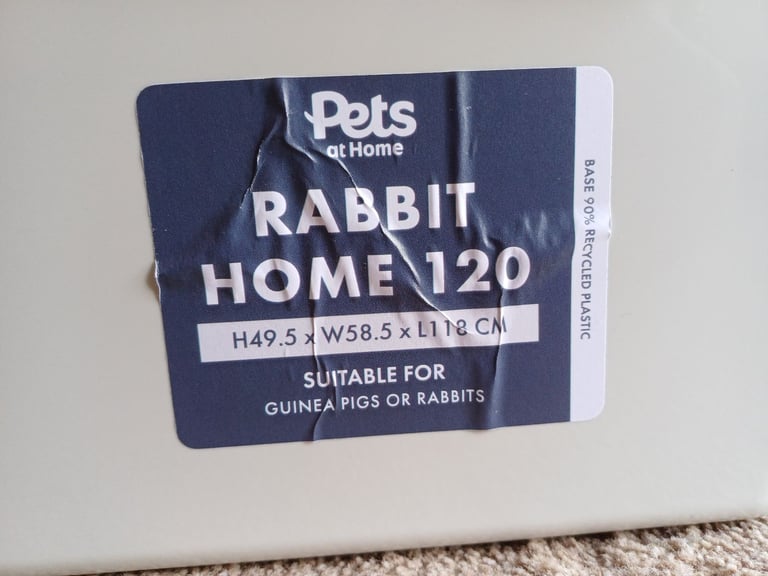 Pets
at Home
RABBIT
HOME 120
H49.5 x W58.5 x L118 CM
SUITABLE FOR
GUINEA PIGS OR RABBITS
BASE 90% RECYCLED PLASTIC